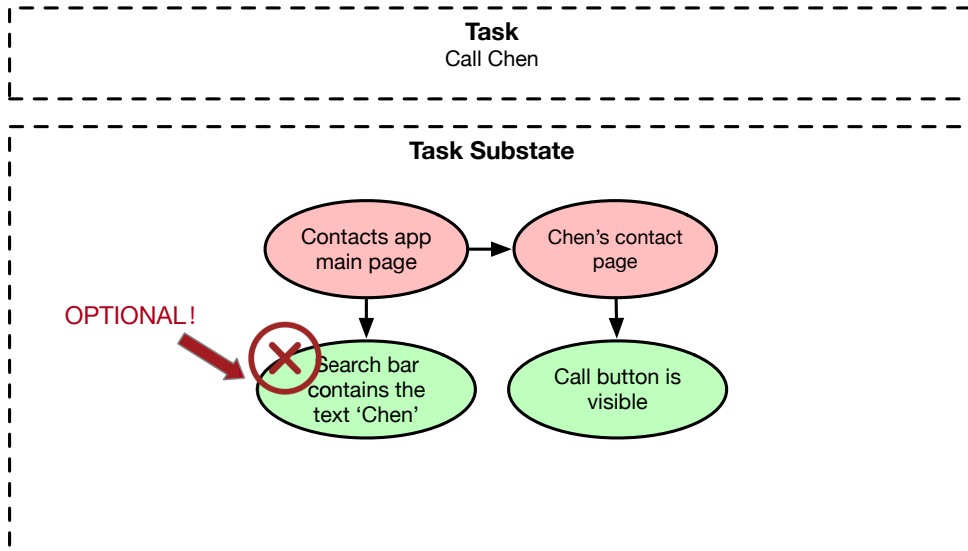 Task
Call Chen
Task Substate
Contacts app
main page
Chen’s contact
page
OPTIONAL!
Search bar
contains the
text ‘Chen’
Call button is
visible